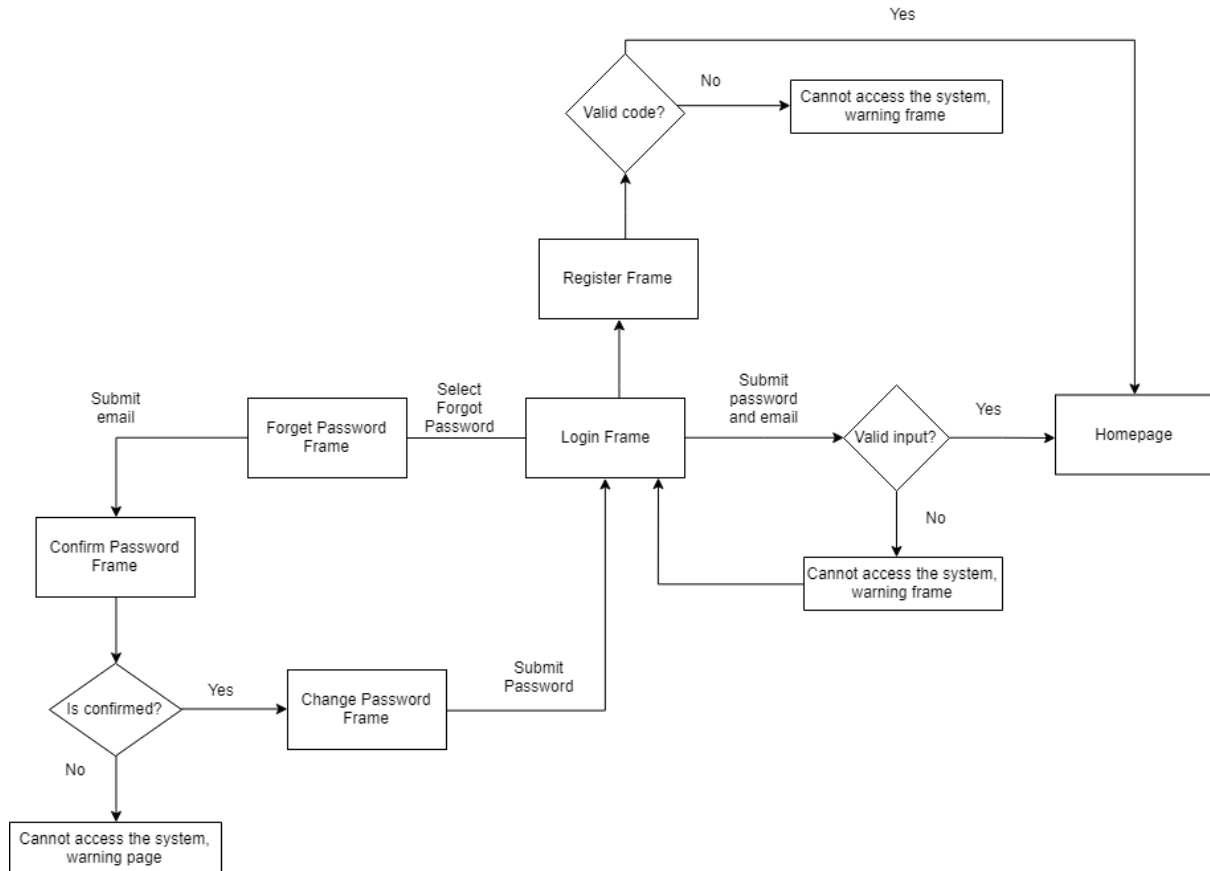 Yes
No
Valid code?
Cannot access the system,
warning frame
Register Frame
Submit
email
Select
Forgot
Password
Submit
password
and email
Yes
Forget Password
Frame
Login Frame
Valid input?
Homepage
No
Confirm Password
Frame
Cannot access the system,
warning frame
Submit
Password
Yes
Is confirmed?
Change Password
Frame
No
Cannot access the system,
warning page